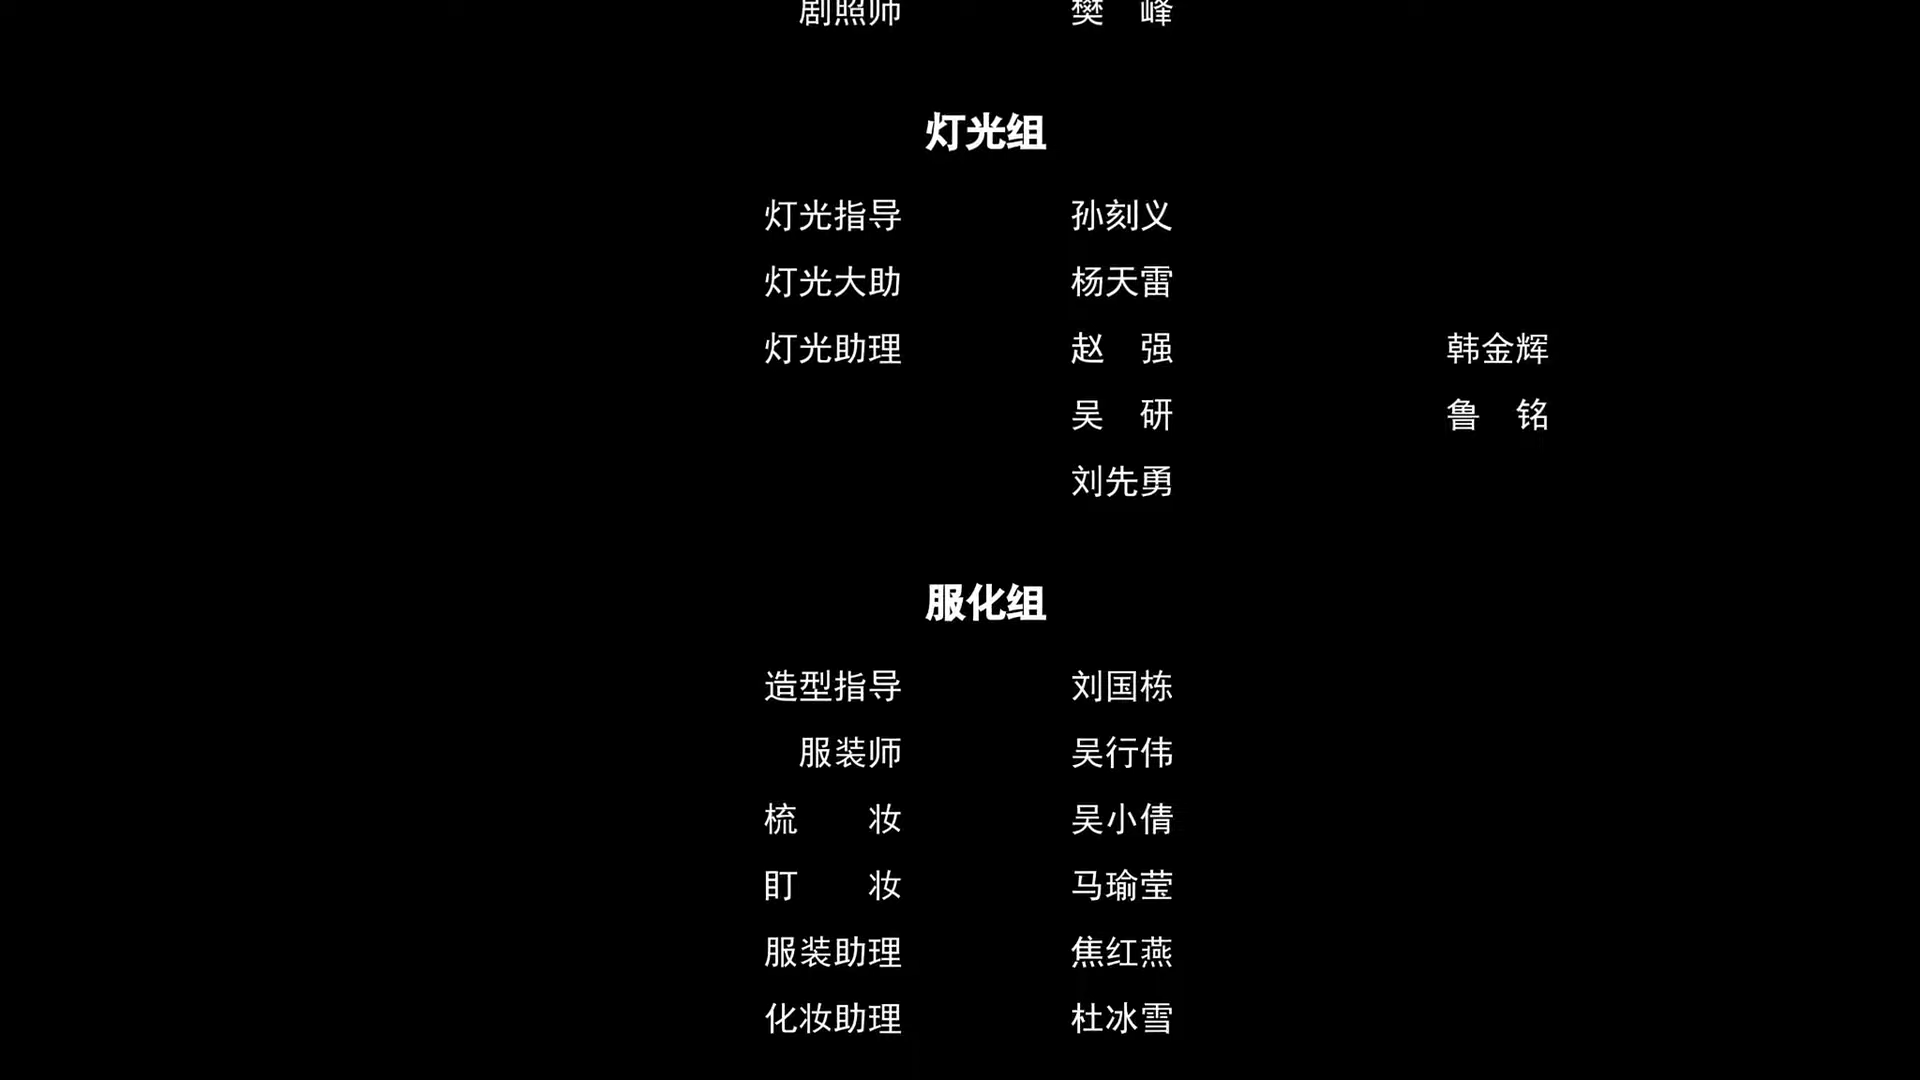 剧照师 樊 峰
灯光组
灯光指导 孙刻义
灯光大助 杨天雷
灯光助理 赵 强 韩金辉
吴 研 鲁 铭
刘先勇
服化组
造型指导 刘国栋
服装师 吴行伟
梳 妆 吴小倩
盯 妆 马瑜莹
服装助理 焦红燕
化妆助理 杜冰雪